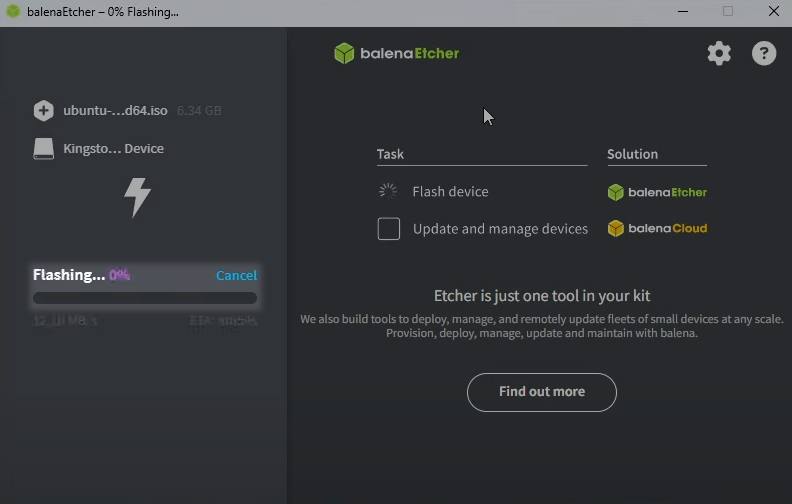 balenaEtcher – 0% Flashing...
balenaEtcher
ubuntu-...d64.iso 6.34 GB
Kingsto... Device
Flashing... 0%
Cancel
Task
Solution
Flash device
balenaEtcher
Update and manage devices
balenaCloud
Etcher is just one tool in your kit
We also build tools to deploy, manage, and remotely update fleets of small devices at any scale.
Provision, deploy, manage, update and maintain with balena.
Find out more